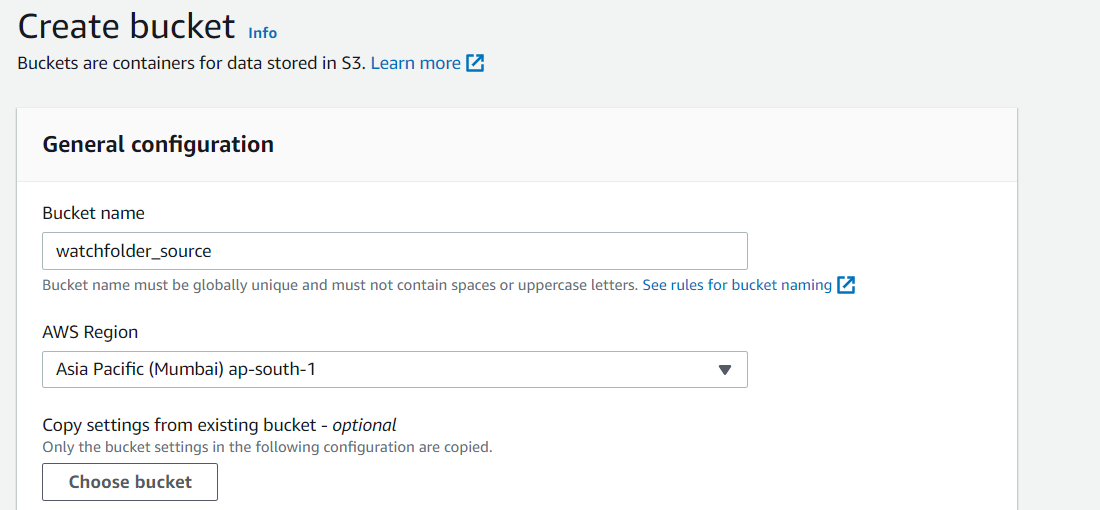 Create bucket Info
Buckets are containers for data stored in S3. Learn more
General configuration
Bucket name
watchfolder_source
Bucket name must be globally unique and must not contain spaces or uppercase letters. See rules for bucket naming
AWS Region
Asia Pacific (Mumbai) ap-south-1
Copy settings from existing bucket - optional
Only the bucket settings in the following configuration are copied.
Choose bucket